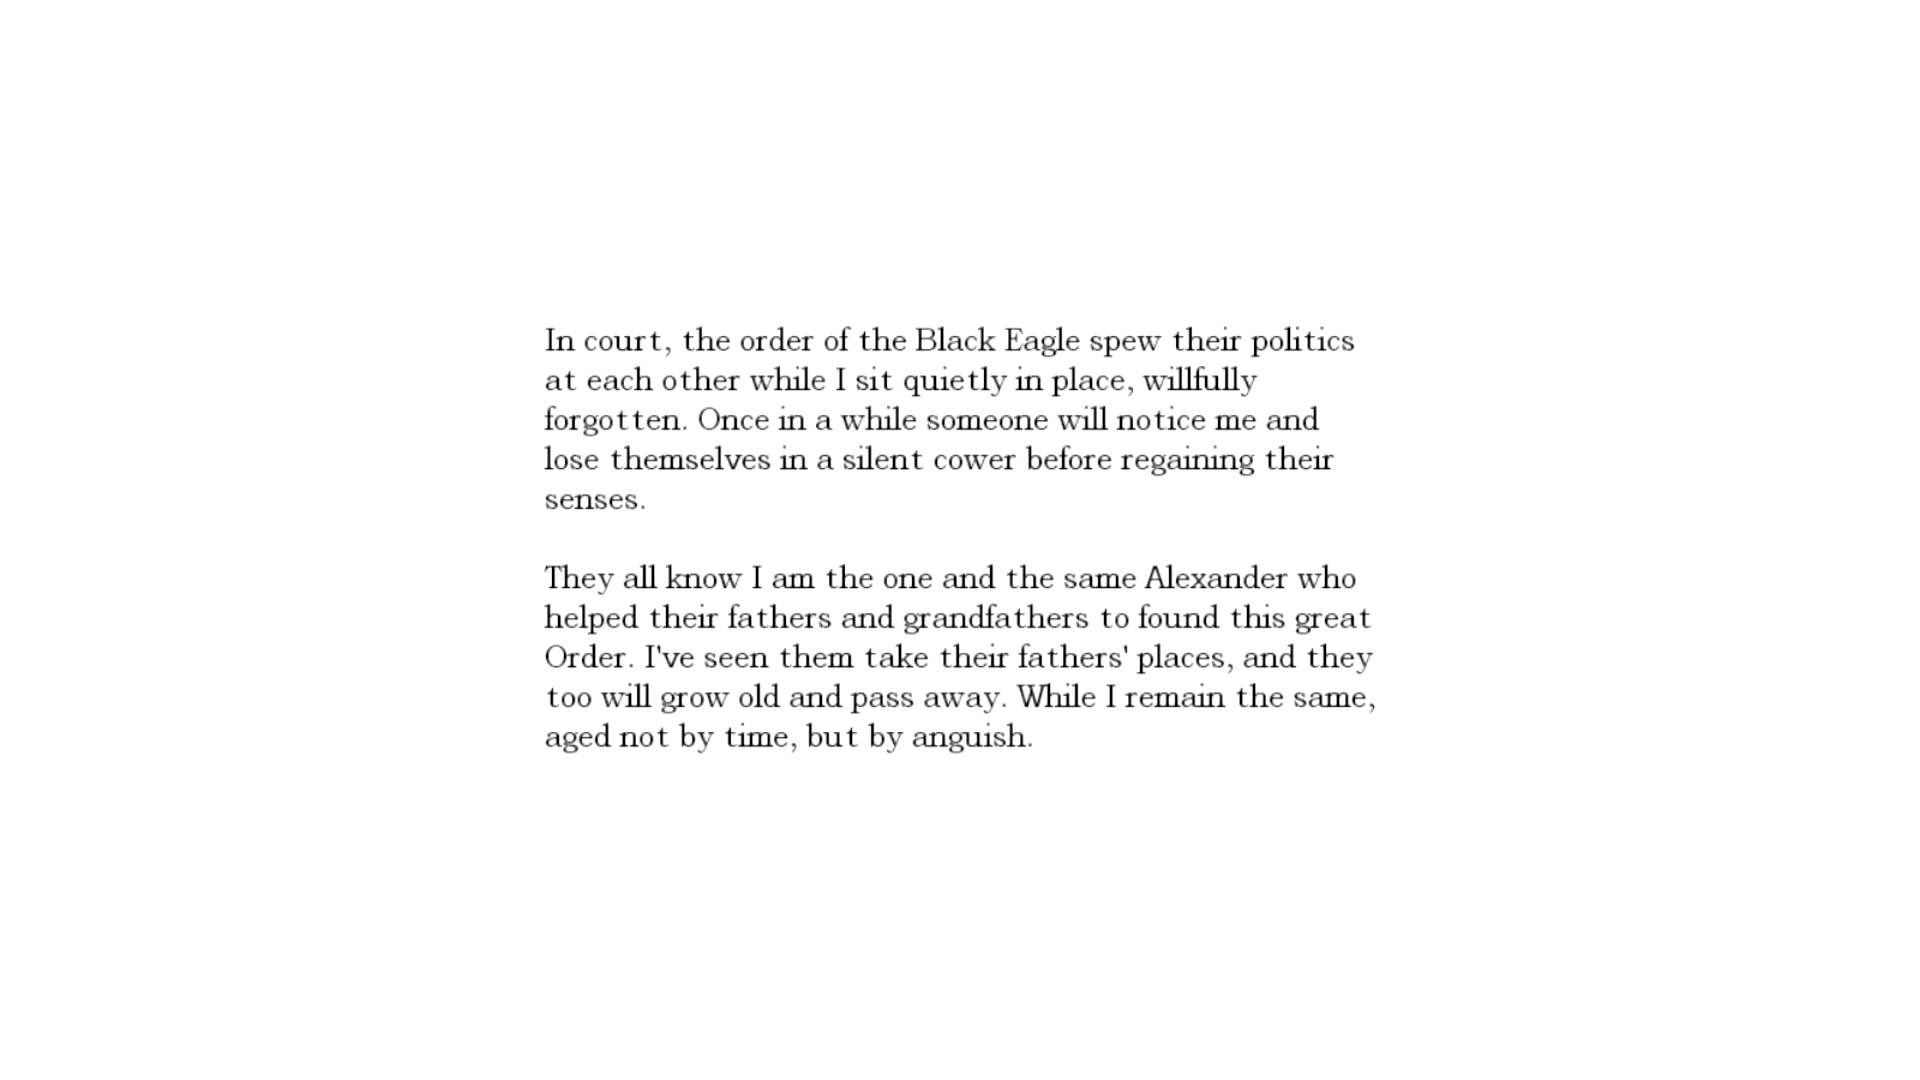 In court, the order of the Black Eagle spew their politics
at each other while I sit quietly in place, willfully
forgotten. Once in a while someone will notice me and
lose themselves in a silent cower before regaining their
senses.

They all know I am the one and the same Alexander who
helped their fathers and grandfathers to found this great
Order. I've seen them take their fathers' places, and they
too will grow old and pass away. While I remain the same,
aged not by time, but by anguish.